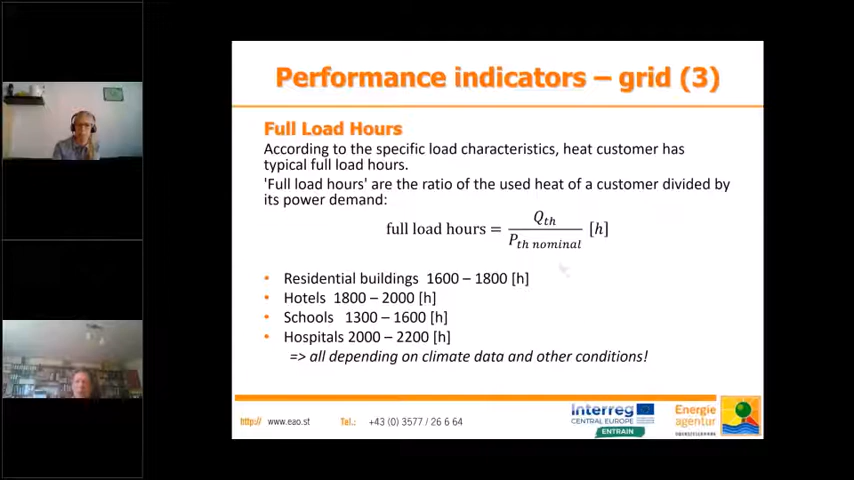 Performance indicators – grid (3)
Full Load Hours
According to the specific load characteristics, heat customer has
typical full load hours.
'Full load hours' are the ratio of the used heat of a customer divided by
its power demand:
full load hours = Q_th / P_th nominal [h]
• Residential buildings 1600 – 1800 [h]
• Hotels 1800 – 2000 [h]
• Schools 1300 – 1600 [h]
• Hospitals 2000 – 2200 [h]
=> all depending on climate data and other conditions!
http:// www.eao.st Tel.: +43 (0) 3577 / 26 6 64
Interreg
CENTRAL EUROPE
ENTRAIN
Energie
agentur